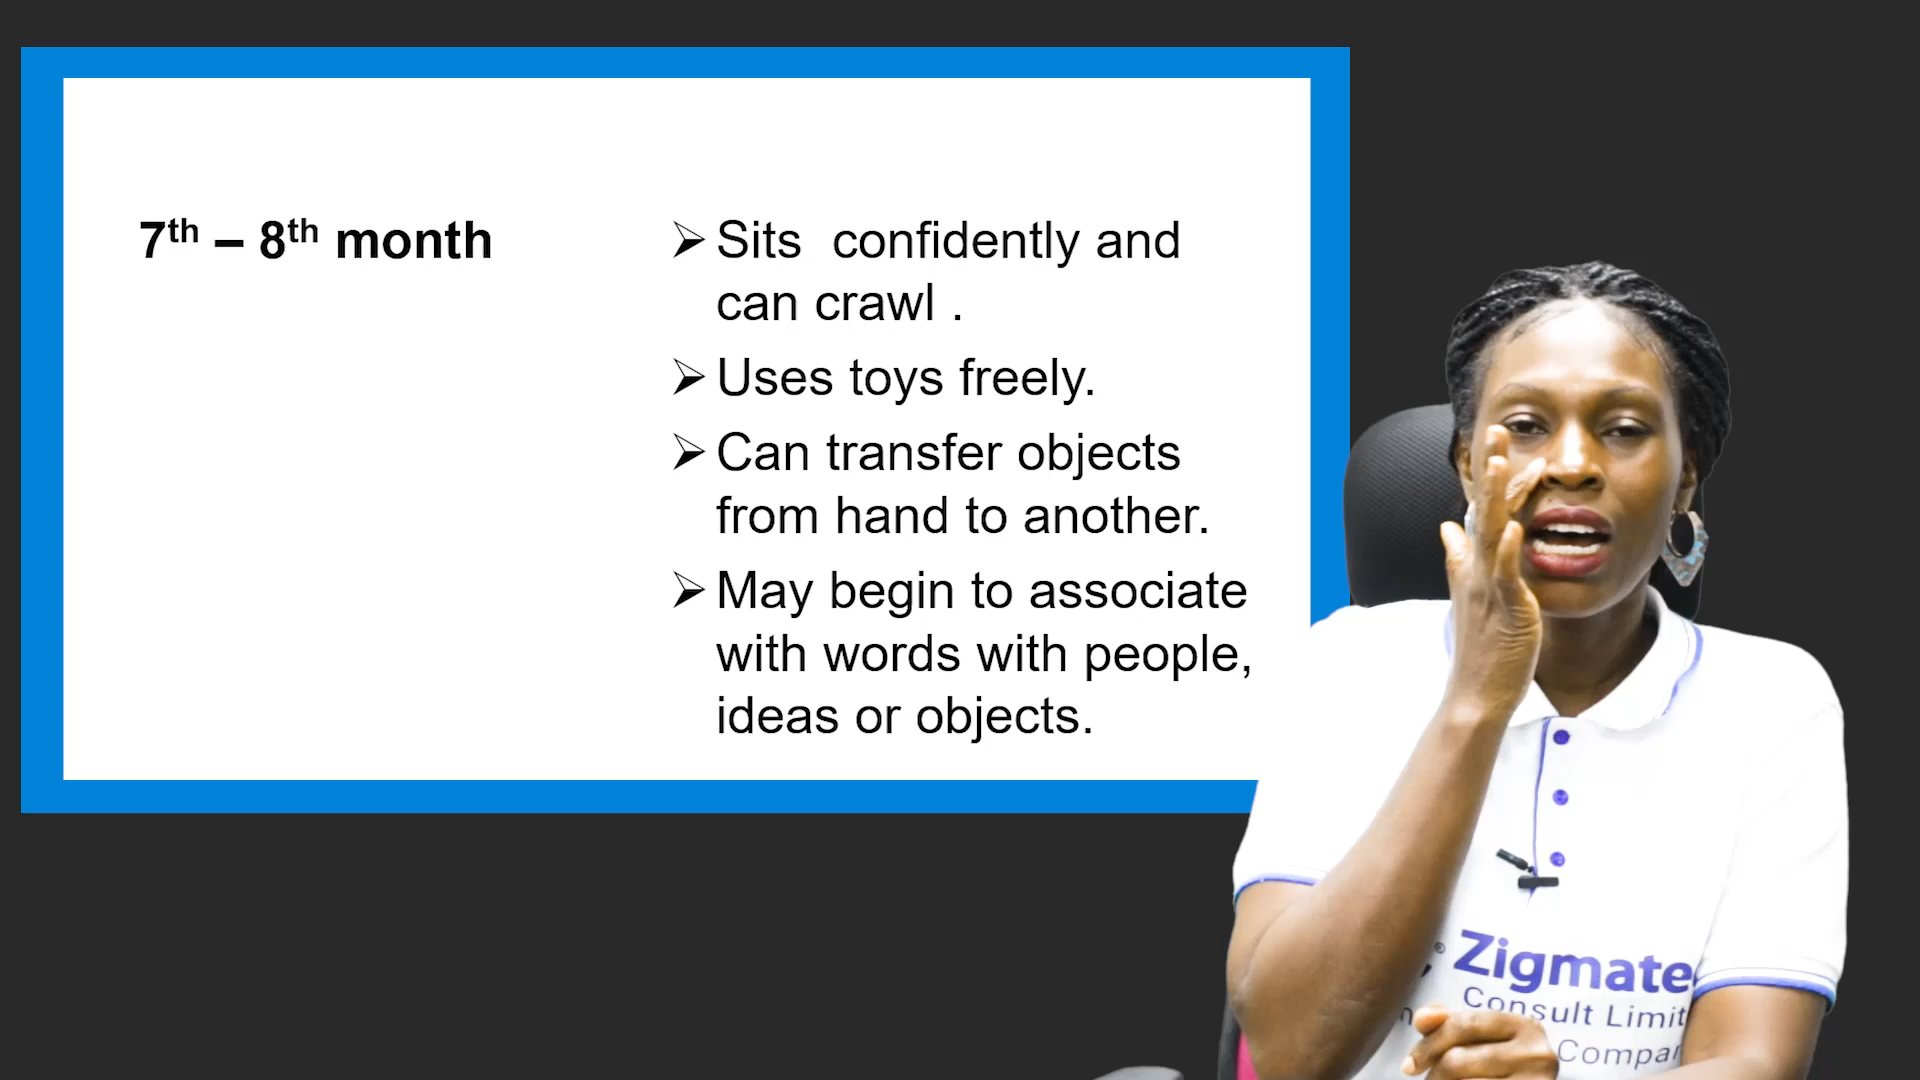 7th – 8th month
➢ Sits  confidently and
can crawl .
➢ Uses toys freely.
➢ Can transfer objects
from hand to another.
➢ May begin to associate
with words with people,
ideas or objects.
® Zigmate
Consult Limit
Compar